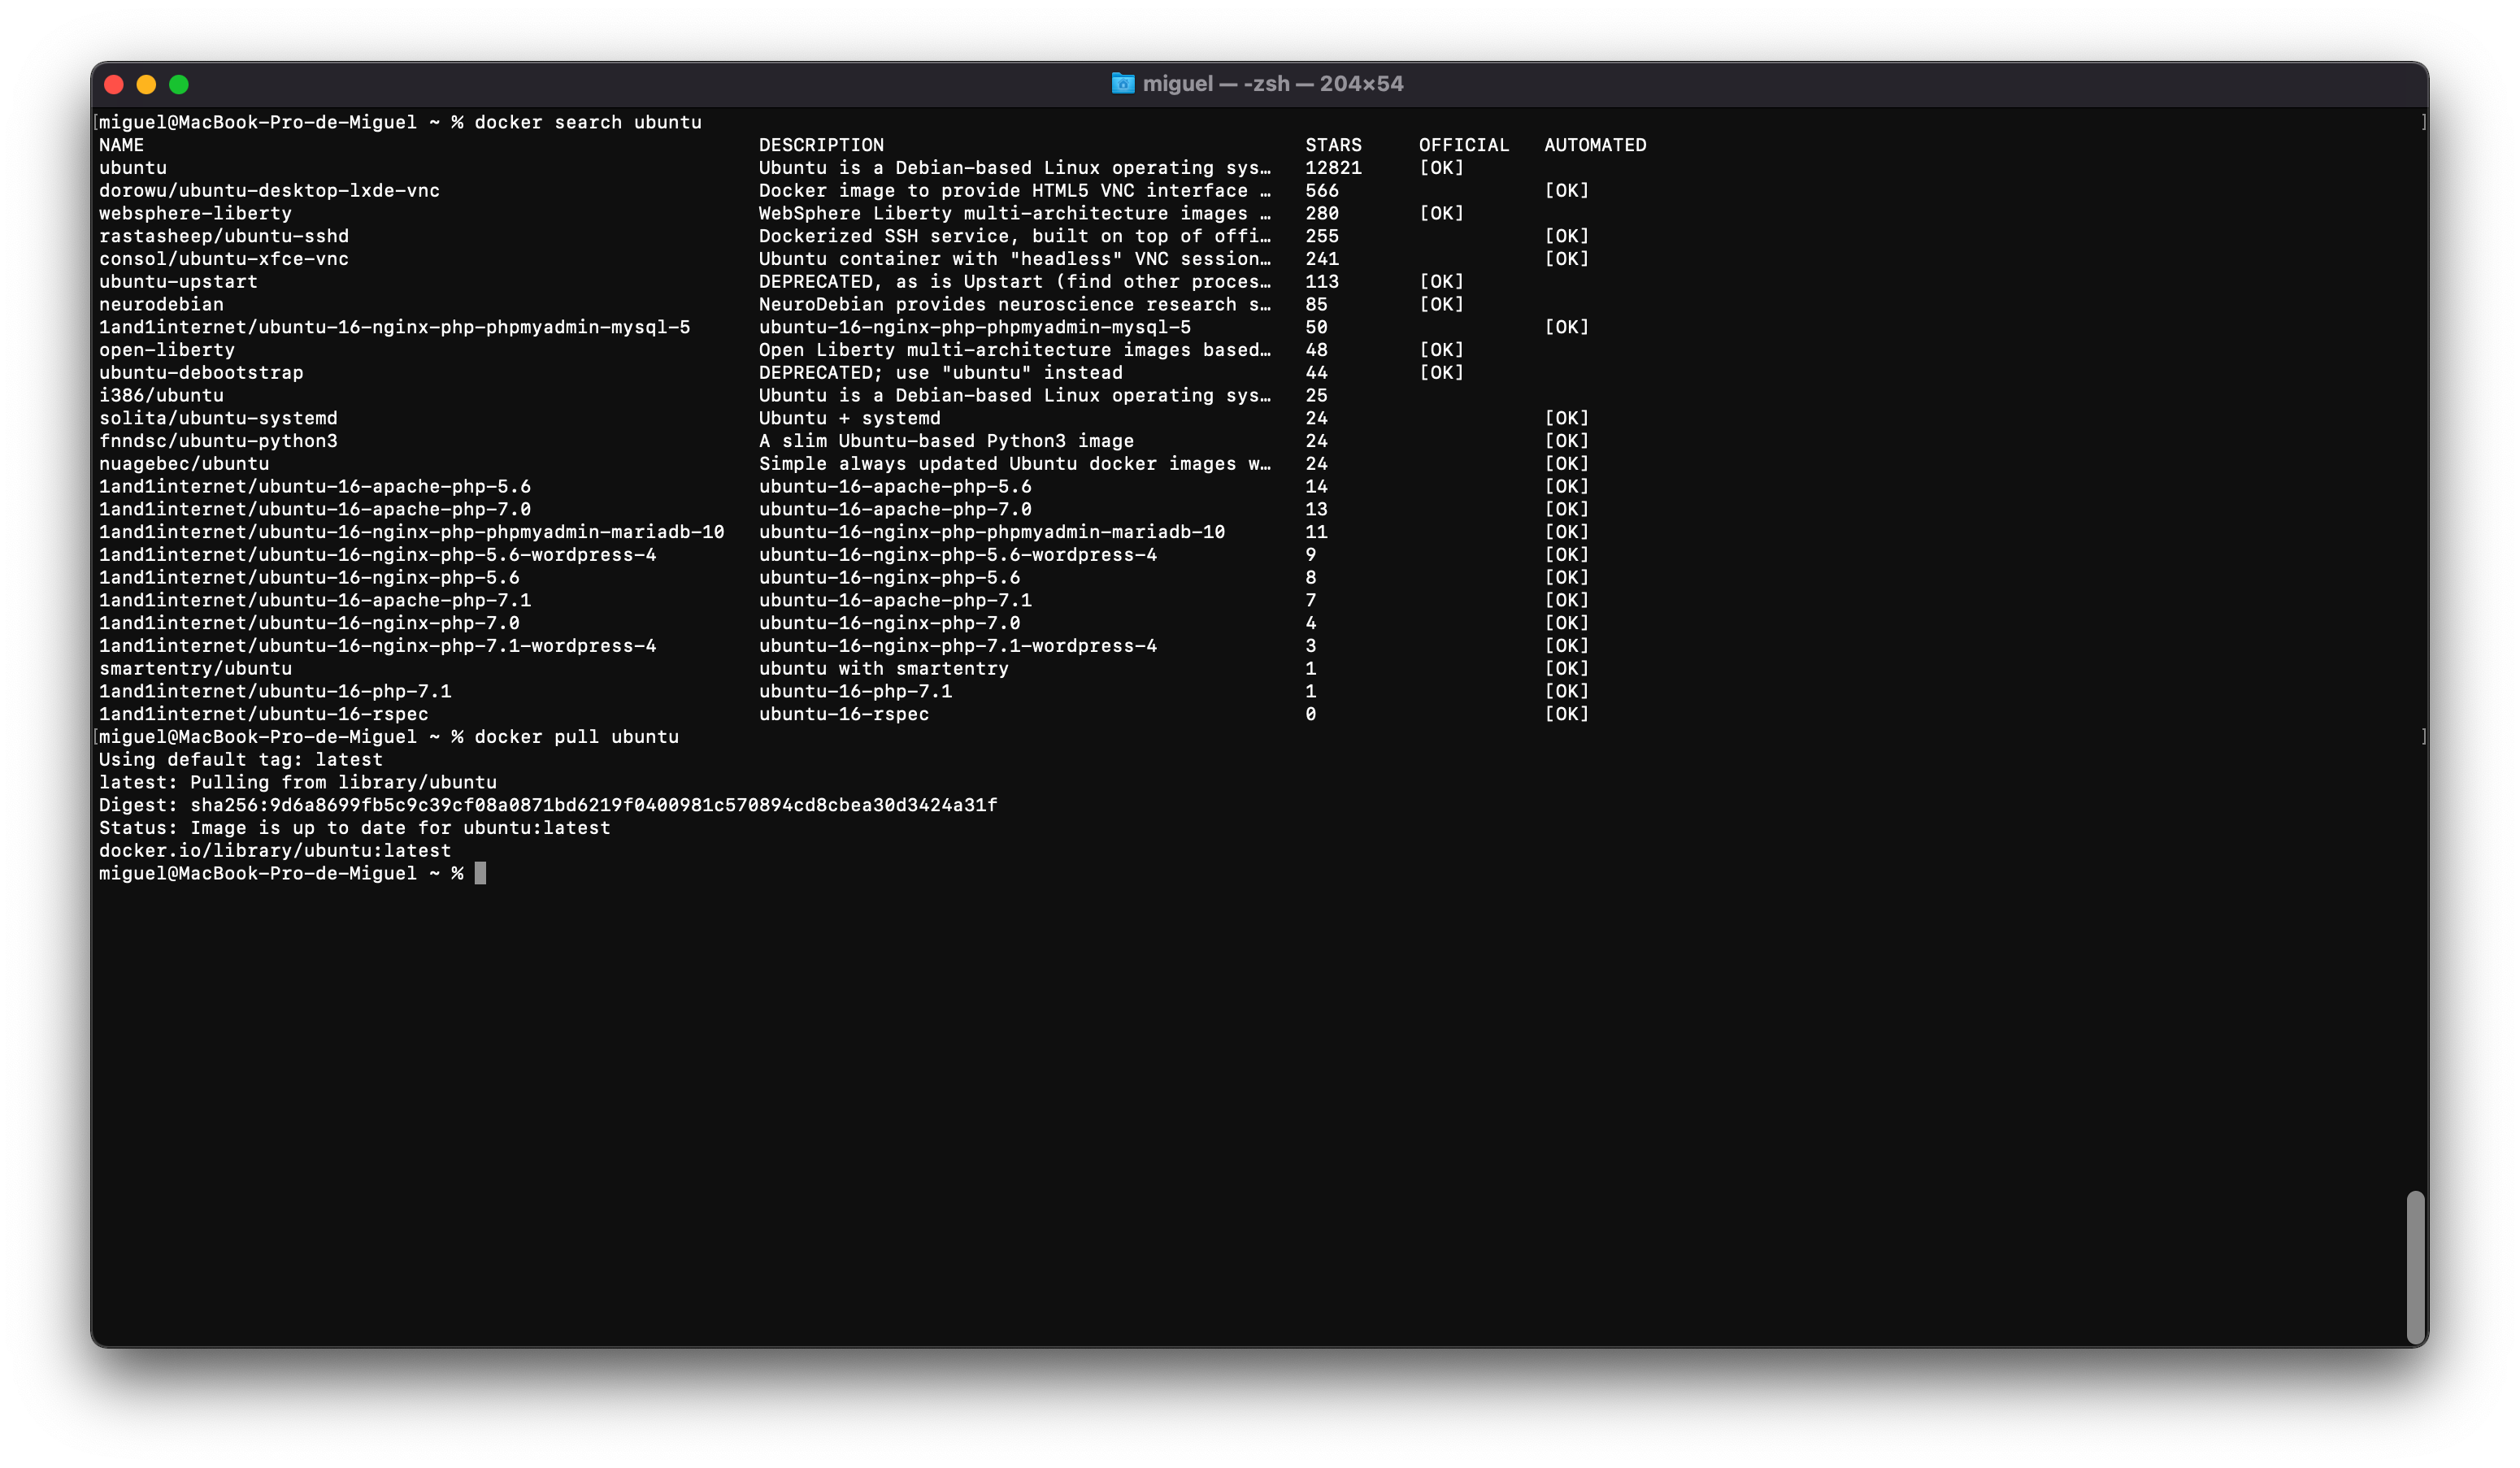 miguel — -zsh — 204×54
miguel@MacBook-Pro-de-Miguel ~ % docker search ubuntu
NAME DESCRIPTION STARS OFFICIAL AUTOMATED
ubuntu Ubuntu is a Debian-based Linux operating sys… 12821 [OK]
dorowu/ubuntu-desktop-lxde-vnc Docker image to provide HTML5 VNC interface … 566 [OK]
websphere-liberty WebSphere Liberty multi-architecture images … 280 [OK]
rastasheep/ubuntu-sshd Dockerized SSH service, built on top of offi… 255 [OK]
consol/ubuntu-xfce-vnc Ubuntu container with "headless" VNC session… 241 [OK]
ubuntu-upstart DEPRECATED, as is Upstart (find other proces… 113 [OK]
neurodebian NeuroDebian provides neuroscience research s… 85 [OK]
1and1internet/ubuntu-16-nginx-php-phpmyadmin-mysql-5 ubuntu-16-nginx-php-phpmyadmin-mysql-5 50 [OK]
open-liberty Open Liberty multi-architecture images based… 48 [OK]
ubuntu-debootstrap DEPRECATED; use "ubuntu" instead 44 [OK]
i386/ubuntu Ubuntu is a Debian-based Linux operating sys… 25
solita/ubuntu-systemd Ubuntu + systemd 24 [OK]
fnndsc/ubuntu-python3 A slim Ubuntu-based Python3 image 24 [OK]
nuagebec/ubuntu Simple always updated Ubuntu docker images w… 24 [OK]
1and1internet/ubuntu-16-apache-php-5.6 ubuntu-16-apache-php-5.6 14 [OK]
1and1internet/ubuntu-16-apache-php-7.0 ubuntu-16-apache-php-7.0 13 [OK]
1and1internet/ubuntu-16-nginx-php-phpmyadmin-mariadb-10 ubuntu-16-nginx-php-phpmyadmin-mariadb-10 11 [OK]
1and1internet/ubuntu-16-nginx-php-5.6-wordpress-4 ubuntu-16-nginx-php-5.6-wordpress-4 9 [OK]
1and1internet/ubuntu-16-nginx-php-5.6 ubuntu-16-nginx-php-5.6 8 [OK]
1and1internet/ubuntu-16-apache-php-7.1 ubuntu-16-apache-php-7.1 7 [OK]
1and1internet/ubuntu-16-nginx-php-7.0 ubuntu-16-nginx-php-7.0 4 [OK]
1and1internet/ubuntu-16-nginx-php-7.1-wordpress-4 ubuntu-16-nginx-php-7.1-wordpress-4 3 [OK]
smartentry/ubuntu ubuntu with smartentry 1 [OK]
1and1internet/ubuntu-16-php-7.1 ubuntu-16-php-7.1 1 [OK]
1and1internet/ubuntu-16-rspec ubuntu-16-rspec 0 [OK]
miguel@MacBook-Pro-de-Miguel ~ % docker pull ubuntu
Using default tag: latest
latest: Pulling from library/ubuntu
Digest: sha256:9d6a8699fb5c9c39cf08a0871bd6219f0400981c570894cd8cbea30d3424a31f
Status: Image is up to date for ubuntu:latest
docker.io/library/ubuntu:latest
miguel@MacBook-Pro-de-Miguel ~ %